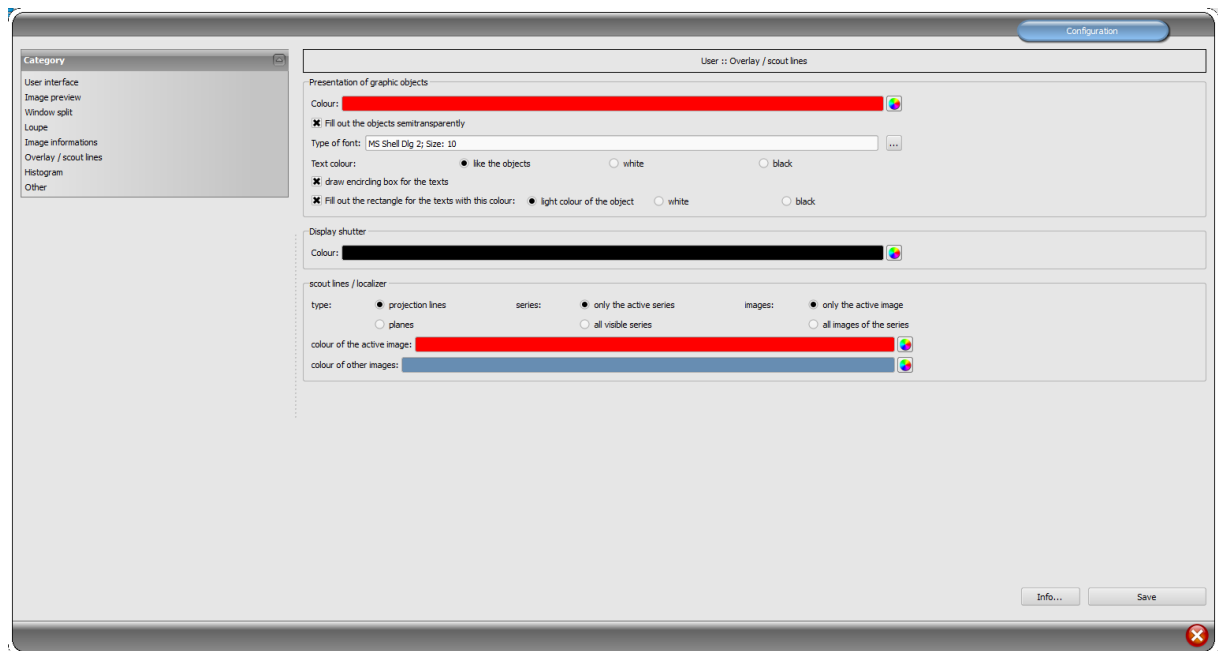 Configuration
Category
User interface
Image preview
Window split
Loupe
Image informations
Overlay / scout lines
Histogram
Other
User :: Overlay / scout lines
Presentation of graphic objects
Colour:
Fill out the objects semitransparently
Type of font: MS Shell Dlg 2; Size: 10 ...
Text colour: like the objects white black
draw encirding box for the texts
Fill out the rectangle for the texts with this colour: light colour of the object white black
Display shutter
Colour:
scout lines / localizer
type: projection lines series: only the active series images: only the active image
planes all visible series all images of the series
colour of the active image:
colour of other images:
Info... Save